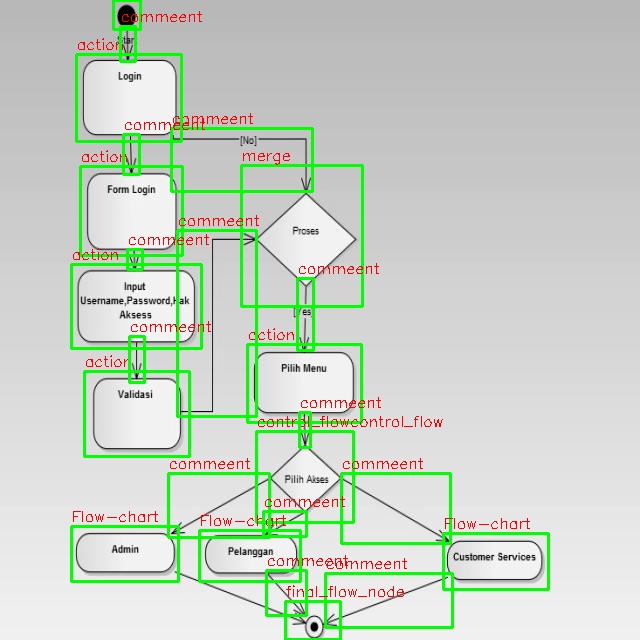 commeent
Star
action
Login
commeent
commeent
[No]
merge
action
Form Login
commeent
Proses
commeent
action
commeent
Input
Username,Password,Hak
Aksess
[Yes]
commeent
action
Pilih Menu
action
Validasi
commeent
control_flowcontrol_flow
commeent
Pilih Akses
commeent
Flow-chart
Flow-chart
Flow-chart
Admin
Pelanggan
Customer Services
commeent
commeent
final_flow_node